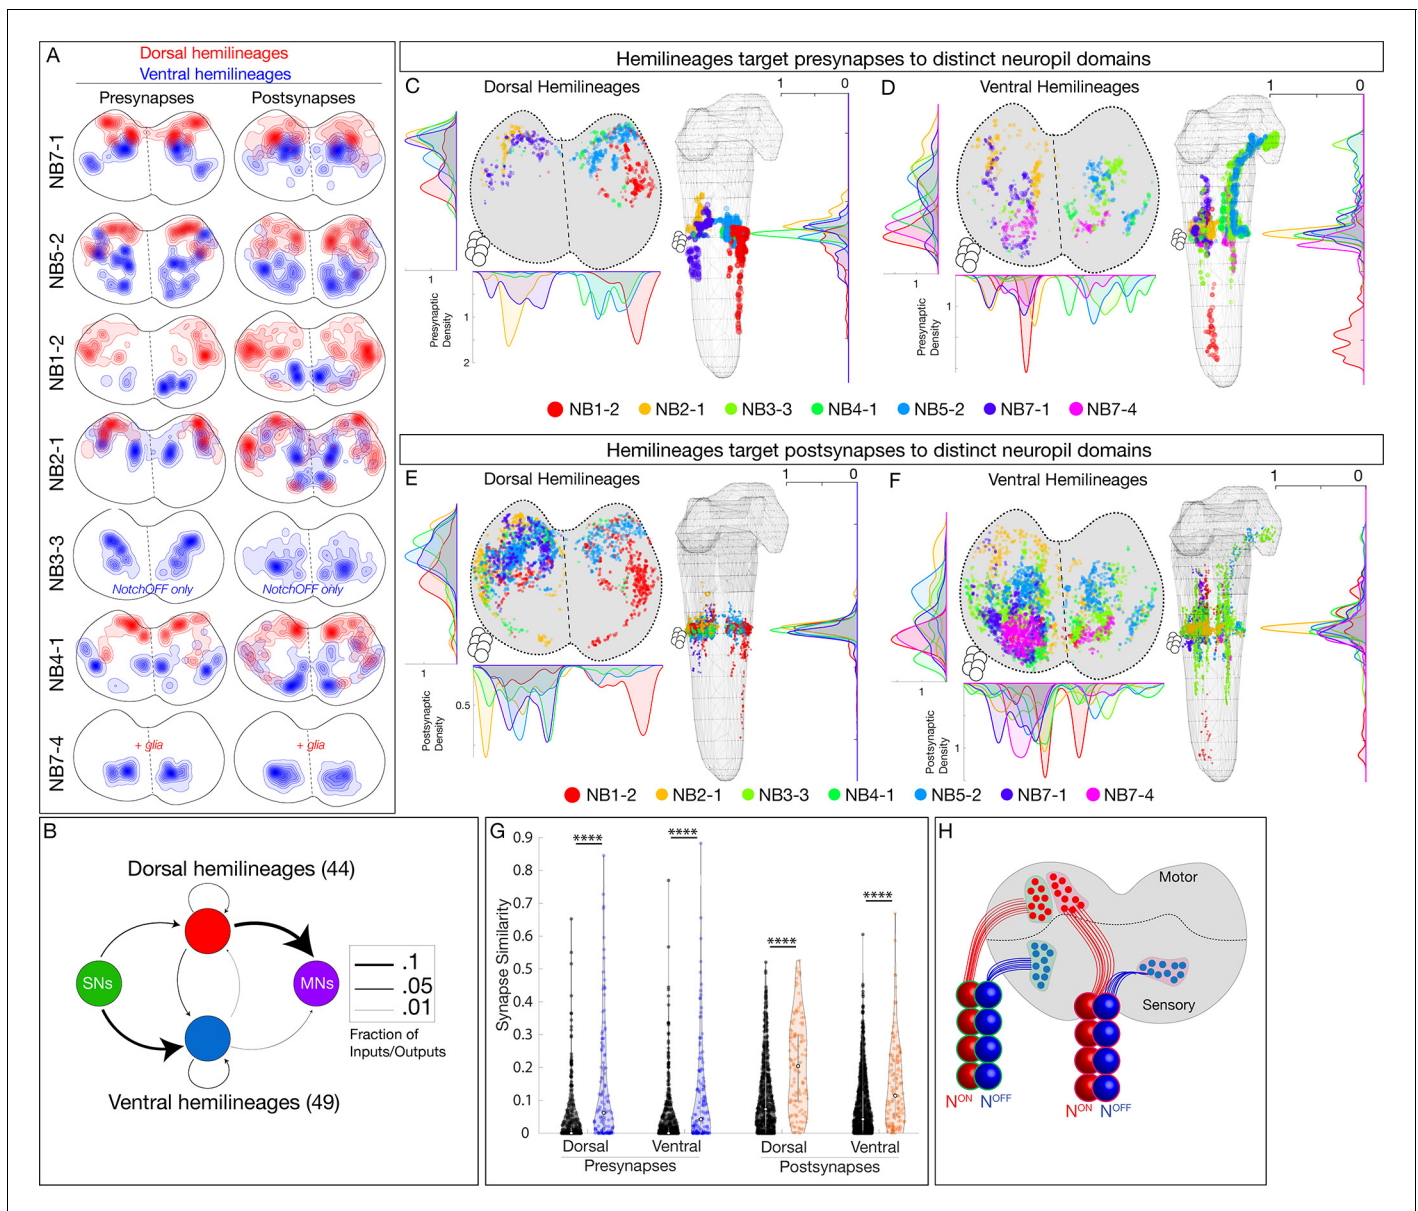 A
Dorsal hemilineages
Ventral hemilineages
Presynapses
Postsynapses
NB7-1
NB5-2
NB1-2
NB2-1
NB3-3
NotchOFF only
NotchOFF only
NB4-1
NB7-4
+ glia
+ glia
Hemilineages target presynapses to distinct neuropil domains
C
Dorsal Hemilineages
1
0
1
Presynaptic
Density
1
2
D
Ventral Hemilineages
1
0
1
Presynaptic
Density
1
NB1-2
NB2-1
NB3-3
NB4-1
NB5-2
NB7-1
NB7-4
Hemilineages target postsynapses to distinct neuropil domains
E
Dorsal Hemilineages
1
0
1
Postsynaptic
Density
0.5
F
Ventral Hemilineages
1
0
1
Postsynaptic
Density
1
NB1-2
NB2-1
NB3-3
NB4-1
NB5-2
NB7-1
NB7-4
B
Dorsal hemilineages (44)
SNs
MNs
.1
.05
.01
Fraction of
Inputs/Outputs
Ventral hemilineages (49)
G
Synapse Similarity
0.9
0.8
0.7
0.6
0.5
0.4
0.3
0.2
0.1
0
****
****
****
****
Dorsal
Ventral
Dorsal
Ventral
Presynapses
Postsynapses
H
Motor
Sensory
NON
NOFF
NON
NOFF